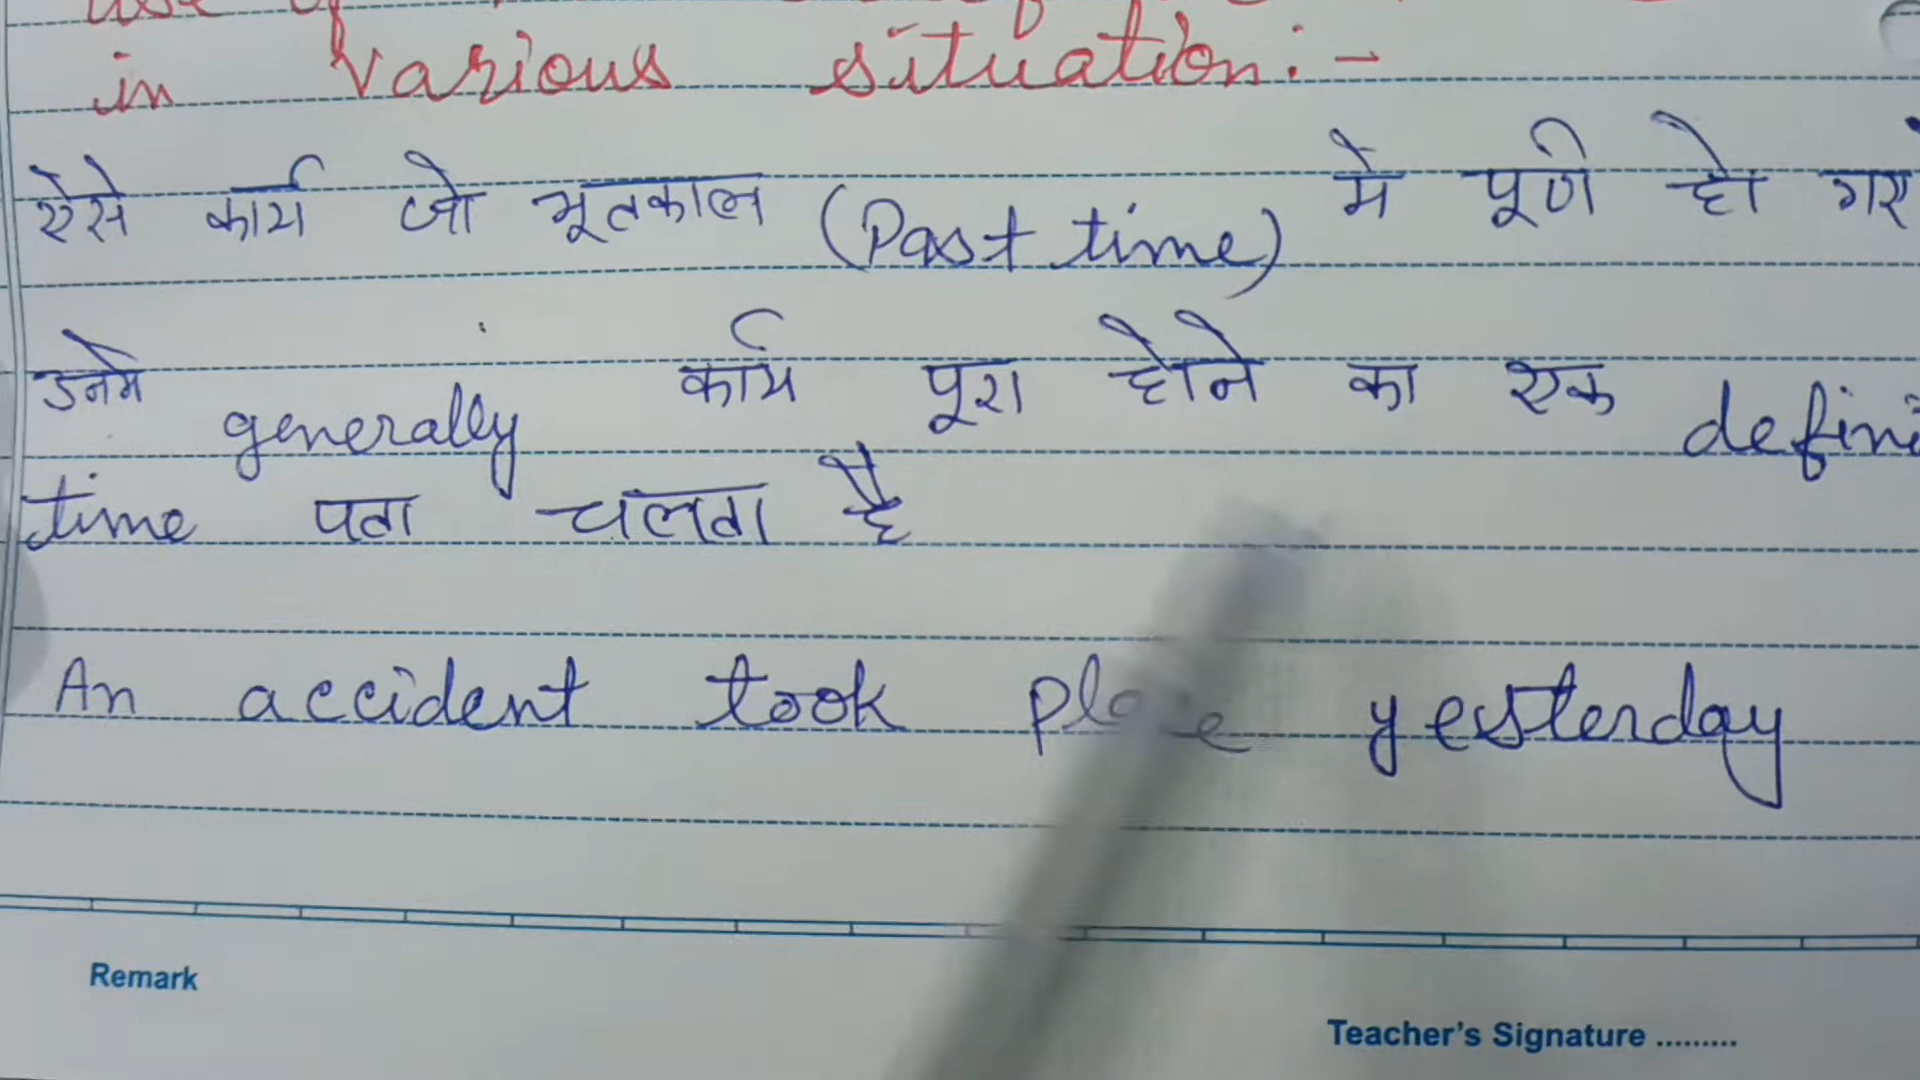 in various situation:-
ऐसे कार्य जो भूतकाल (Past time) मे पूर्ण हो गए
उनमे generally कार्य पूरा होने का एक defini
time पता चलता है
An accident took place yesterday
Remark
Teacher's Signature .........